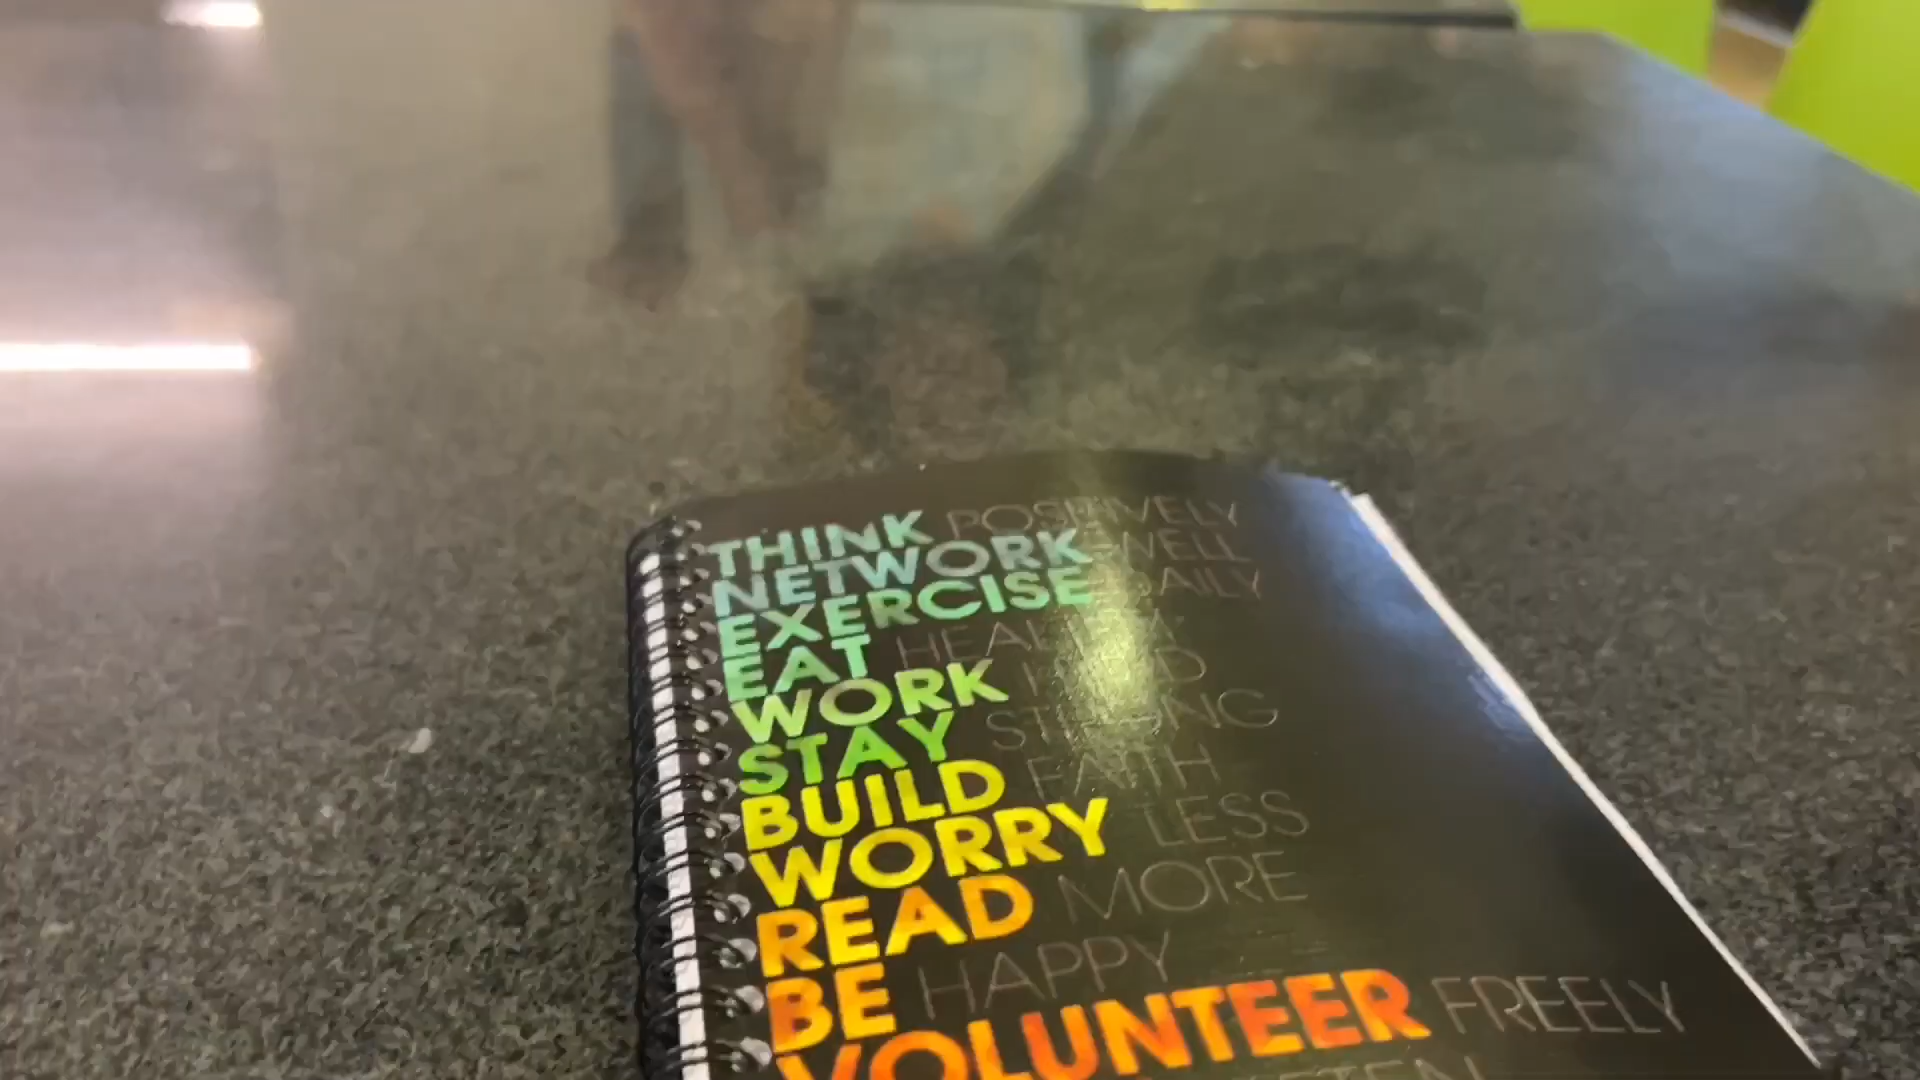 THINK POSITIVELY
NETWORK WELL
EXERCISE DAILY
EAT HEALTHY
WORK HARD
STAY STRONG
BUILD FAITH
WORRY LESS
READ MORE
BE HAPPY
VOLUNTEER FREELY